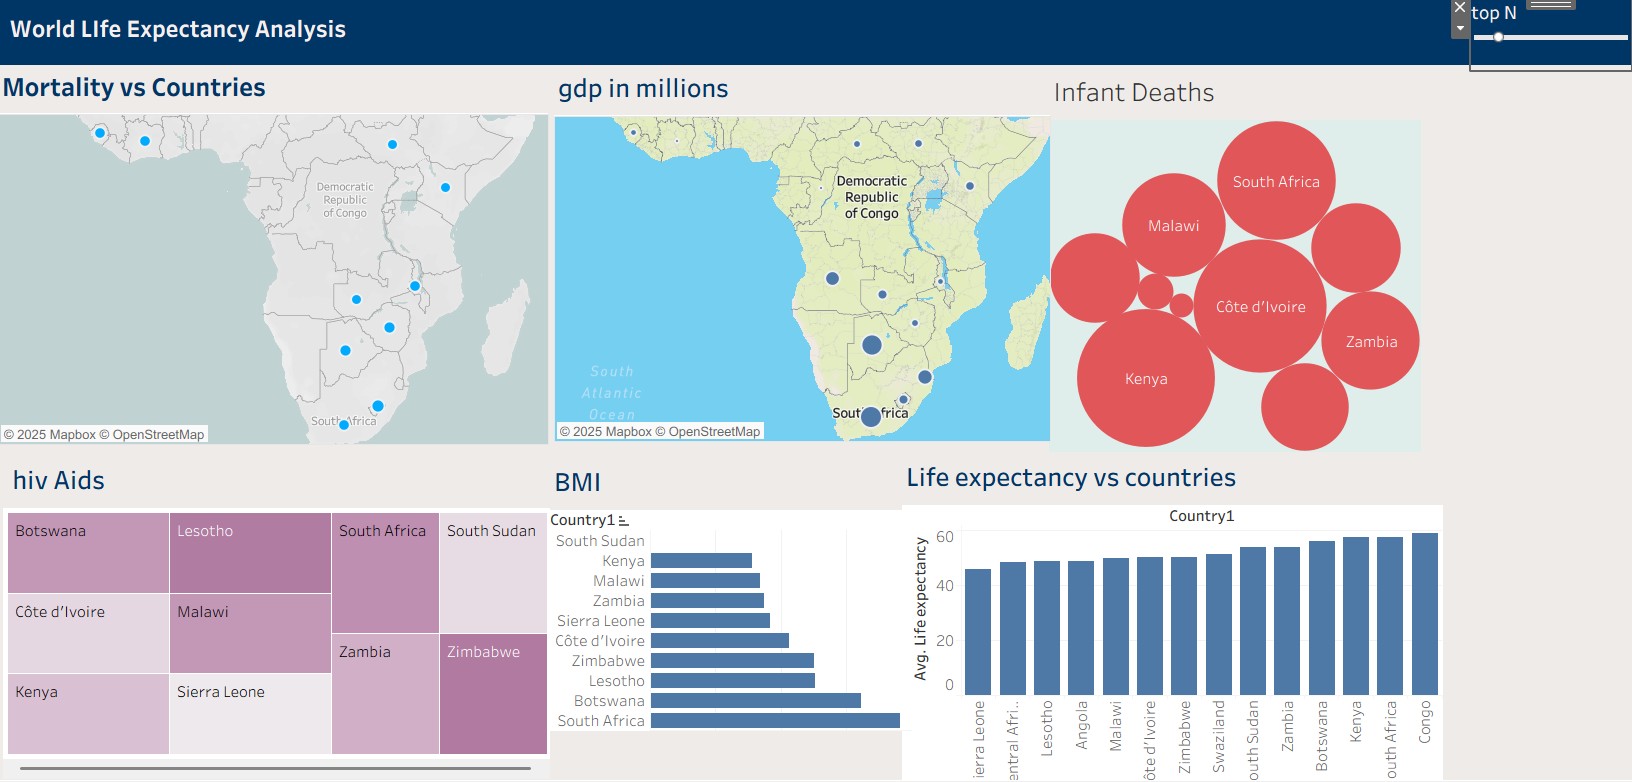 World LIfe Expectancy Analysis
top N
Mortality vs Countries
gdp in millions
Infant Deaths
Democratic
Republic
of Congo
South Africa
© 2025 Mapbox © OpenStreetMap
Democratic
Republic
of Congo
South
Atlantic
Ocean
© 2025 Mapbox © OpenStreetMap
South Africa
Malawi
Côte d'Ivoire
Zambia
Kenya
hiv Aids
Botswana
Lesotho
South Africa
South Sudan
Côte d'Ivoire
Malawi
Zambia
Zimbabwe
Kenya
Sierra Leone
BMI
Country1
South Sudan
Kenya
Malawi
Zambia
Sierra Leone
Côte d'Ivoire
Zimbabwe
Lesotho
Botswana
South Africa
Life expectancy vs countries
Country1
Avg. Life expectancy
60
40
20
0
ierra Leone
entral Afri..
Lesotho
Angola
Malawi
ôte d'Ivoire
Zimbabwe
Swaziland
outh Sudan
Zambia
Botswana
Kenya
outh Africa
Congo